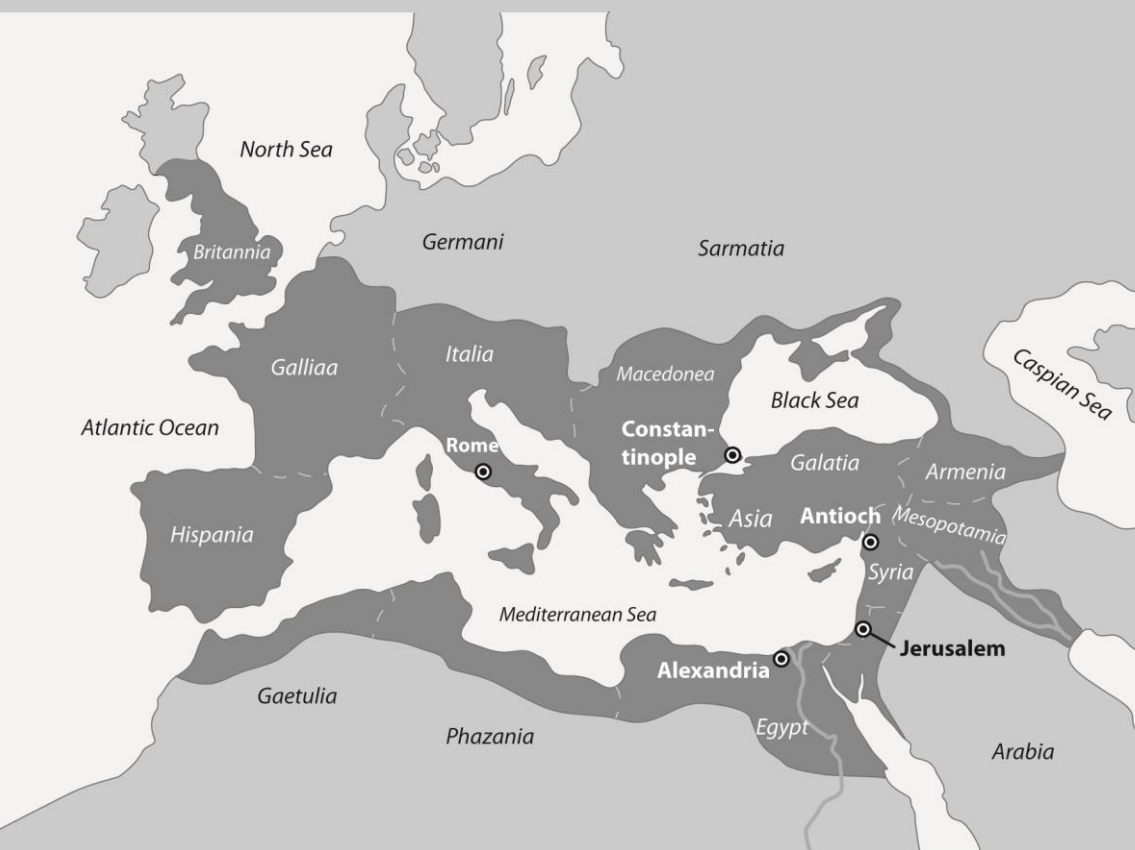 North Sea
Britannia
Germani
Sarmatia
Galliaa
Italia
Macedonea
Caspian Sea
Black Sea
Atlantic Ocean
Rome
Constan-
tinople
Galatia
Armenia
Hispania
Asia
Antioch
Mesopotamia
Syria
Mediterranean Sea
Jerusalem
Alexandria
Gaetulia
Phazania
Egypt
Arabia